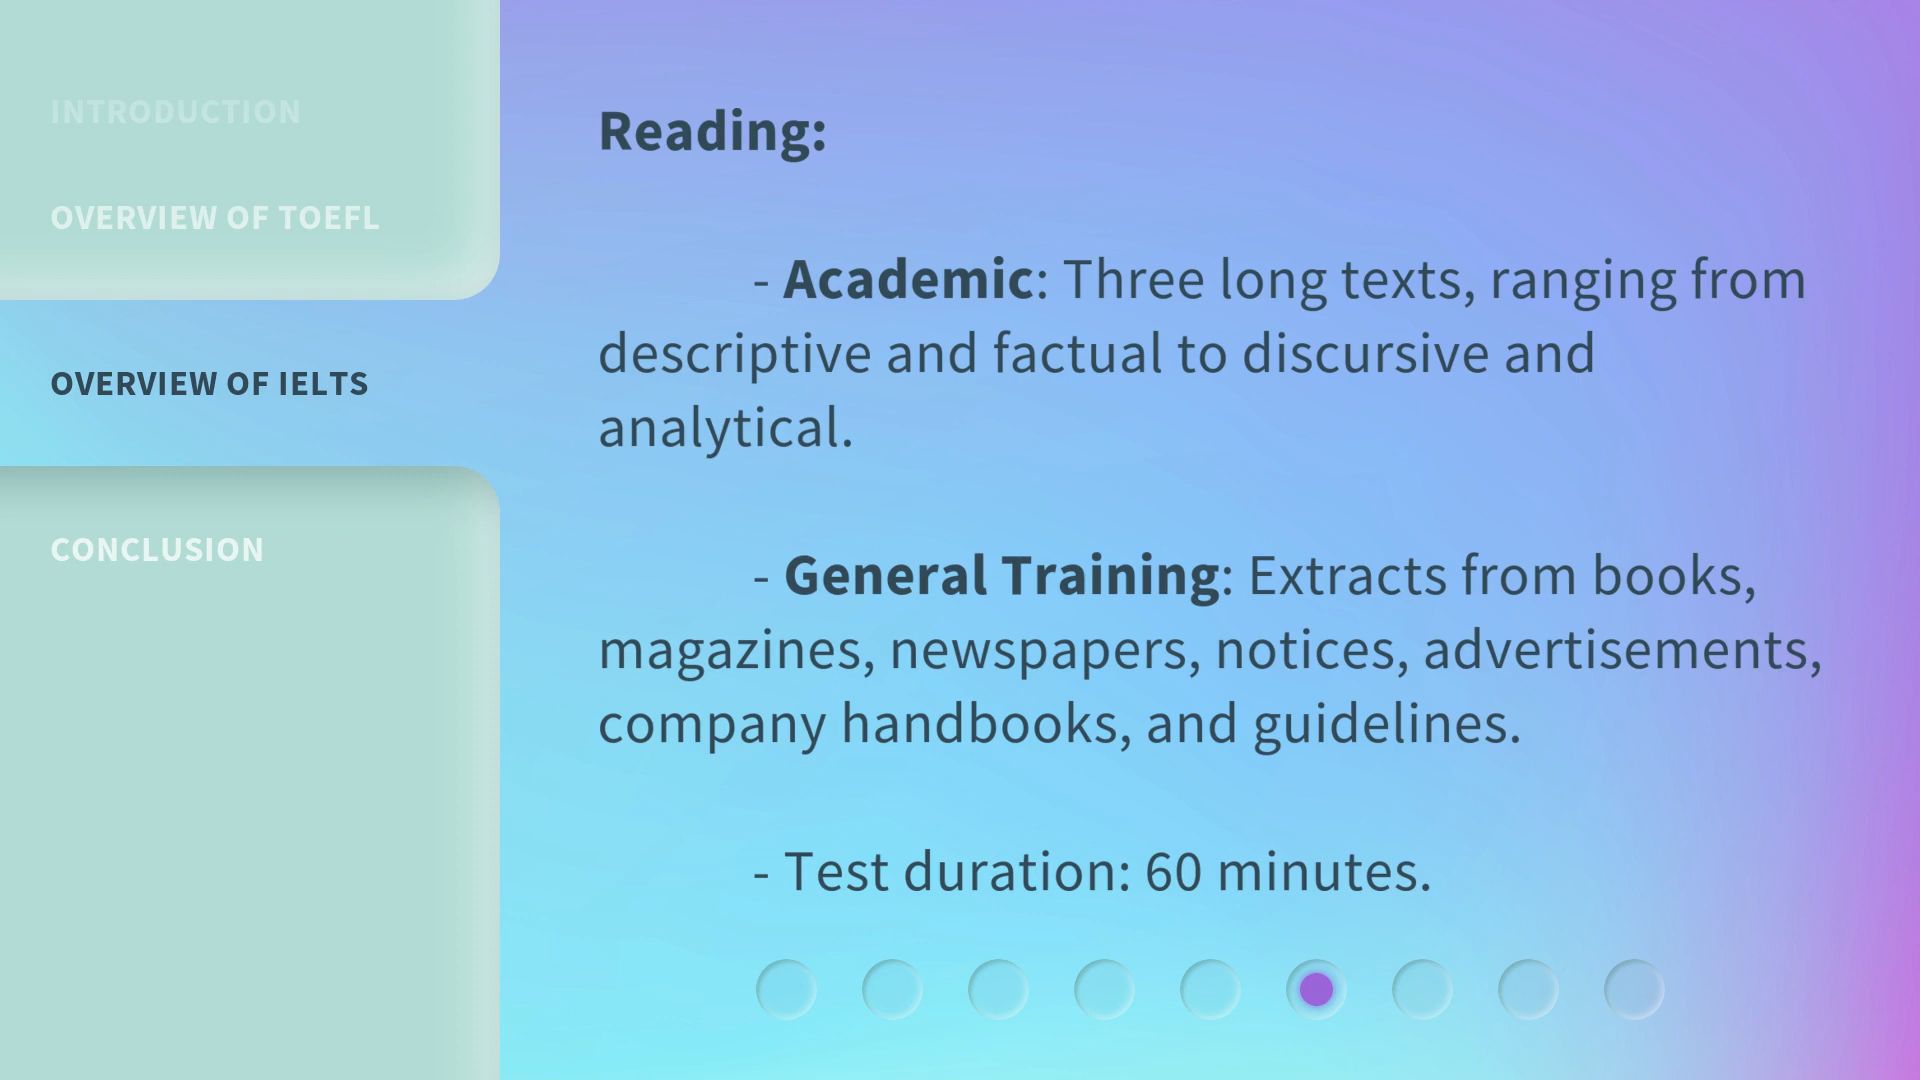 INTRODUCTION
OVERVIEW OF TOEFL
OVERVIEW OF IELTS
CONCLUSION
Reading:
- Academic: Three long texts, ranging from
descriptive and factual to discursive and
analytical.
- General Training: Extracts from books,
magazines, newspapers, notices, advertisements,
company handbooks, and guidelines.
- Test duration: 60 minutes.